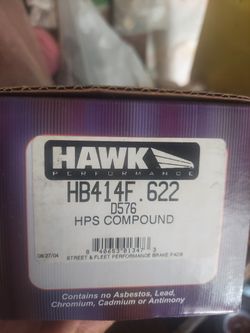 HAWK
PERFORMANCE
HB414F.622
D576
HPS COMPOUND
08/27/04
STREET & FLEET PERFORMANCE BRAKE PADS
Contains no Asbestos, Lead,
Chromium, Cadmium or Antimony